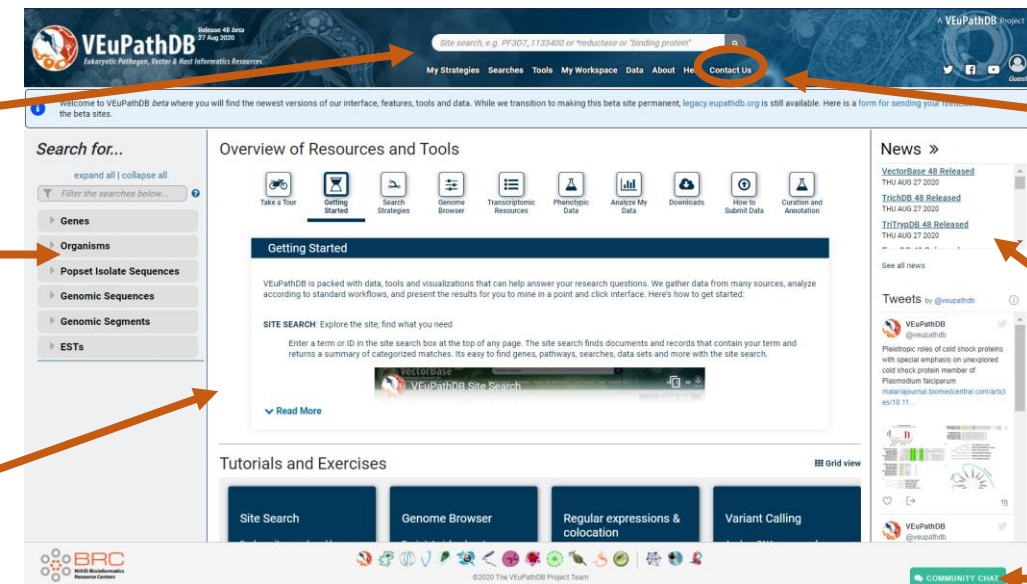 A VEuPathDB Project
VEuPathDB
Release 48 beta
27 Aug 2020
Eukaryotic Pathogen, Vector & Host Informatics Resources
Site search, e.g. PF3D7_1133400 or *reductase or "binding protein"
My Strategies Searches Tools My Workspace Data About Contact Us
Guest
Welcome to VEuPathDB beta where you will find the newest versions of our interface, features, tools and data. While we transition to making this beta site permanent, legacy.eupathdb.org is still available. Here is a form for sending your
the beta sites.
Search for...
expand all | collapse all
Filter the searches below...
Genes
Organisms
Popset Isolate Sequences
Genomic Sequences
Genomic Segments
ESTs
Overview of Resources and Tools
Take a Tour
Getting Started
Search Strategies
Genome Browser
Transcriptomic Resources
Phenotypic Data
Analyze My Data
Downloads
How to Submit Data
Curation and Annotation
Getting Started
VEuPathDB is packed with data, tools and visualizations that can help answer your research questions. We gather data from many sources, analyze
according to standard workflows, and present the results for you to mine in a point and click interface. Here's how to get started:
SITE SEARCH: Explore the site; find what you need
Enter a term or ID in the site search box at the top of any page. The site search finds documents and records that contain your term and
returns a summary of categorized matches. Its easy to find genes, pathways, searches, data sets and more with the site search.
VectorBase
VEuPathDB Site Search
Read More
Tutorials and Exercises
Grid view
Site Search
Genome Browser
Regular expressions &
colocation
Variant Calling
News »
VectorBase 48 Released
THU AUG 27 2020
TrichDB 48 Released
THU AUG 27 2020
TriTrypDB 48 Released
THU AUG 27 2020
See all news
Tweets by @veupathdb
VEuPathDB
@veupathdb
Pleiotropic roles of cold shock proteins
with special emphasis on unexplored
cold shock protein member of
Plasmodium falciparum
malariajournal.biomedcentral.com/articl
es/10.11...
VEuPathDB
@veupathdb
BRC
NIAID Bioinformatics
Resource Centers
©2020 The VEuPathDB Project Team
COMMUNITY CHAT